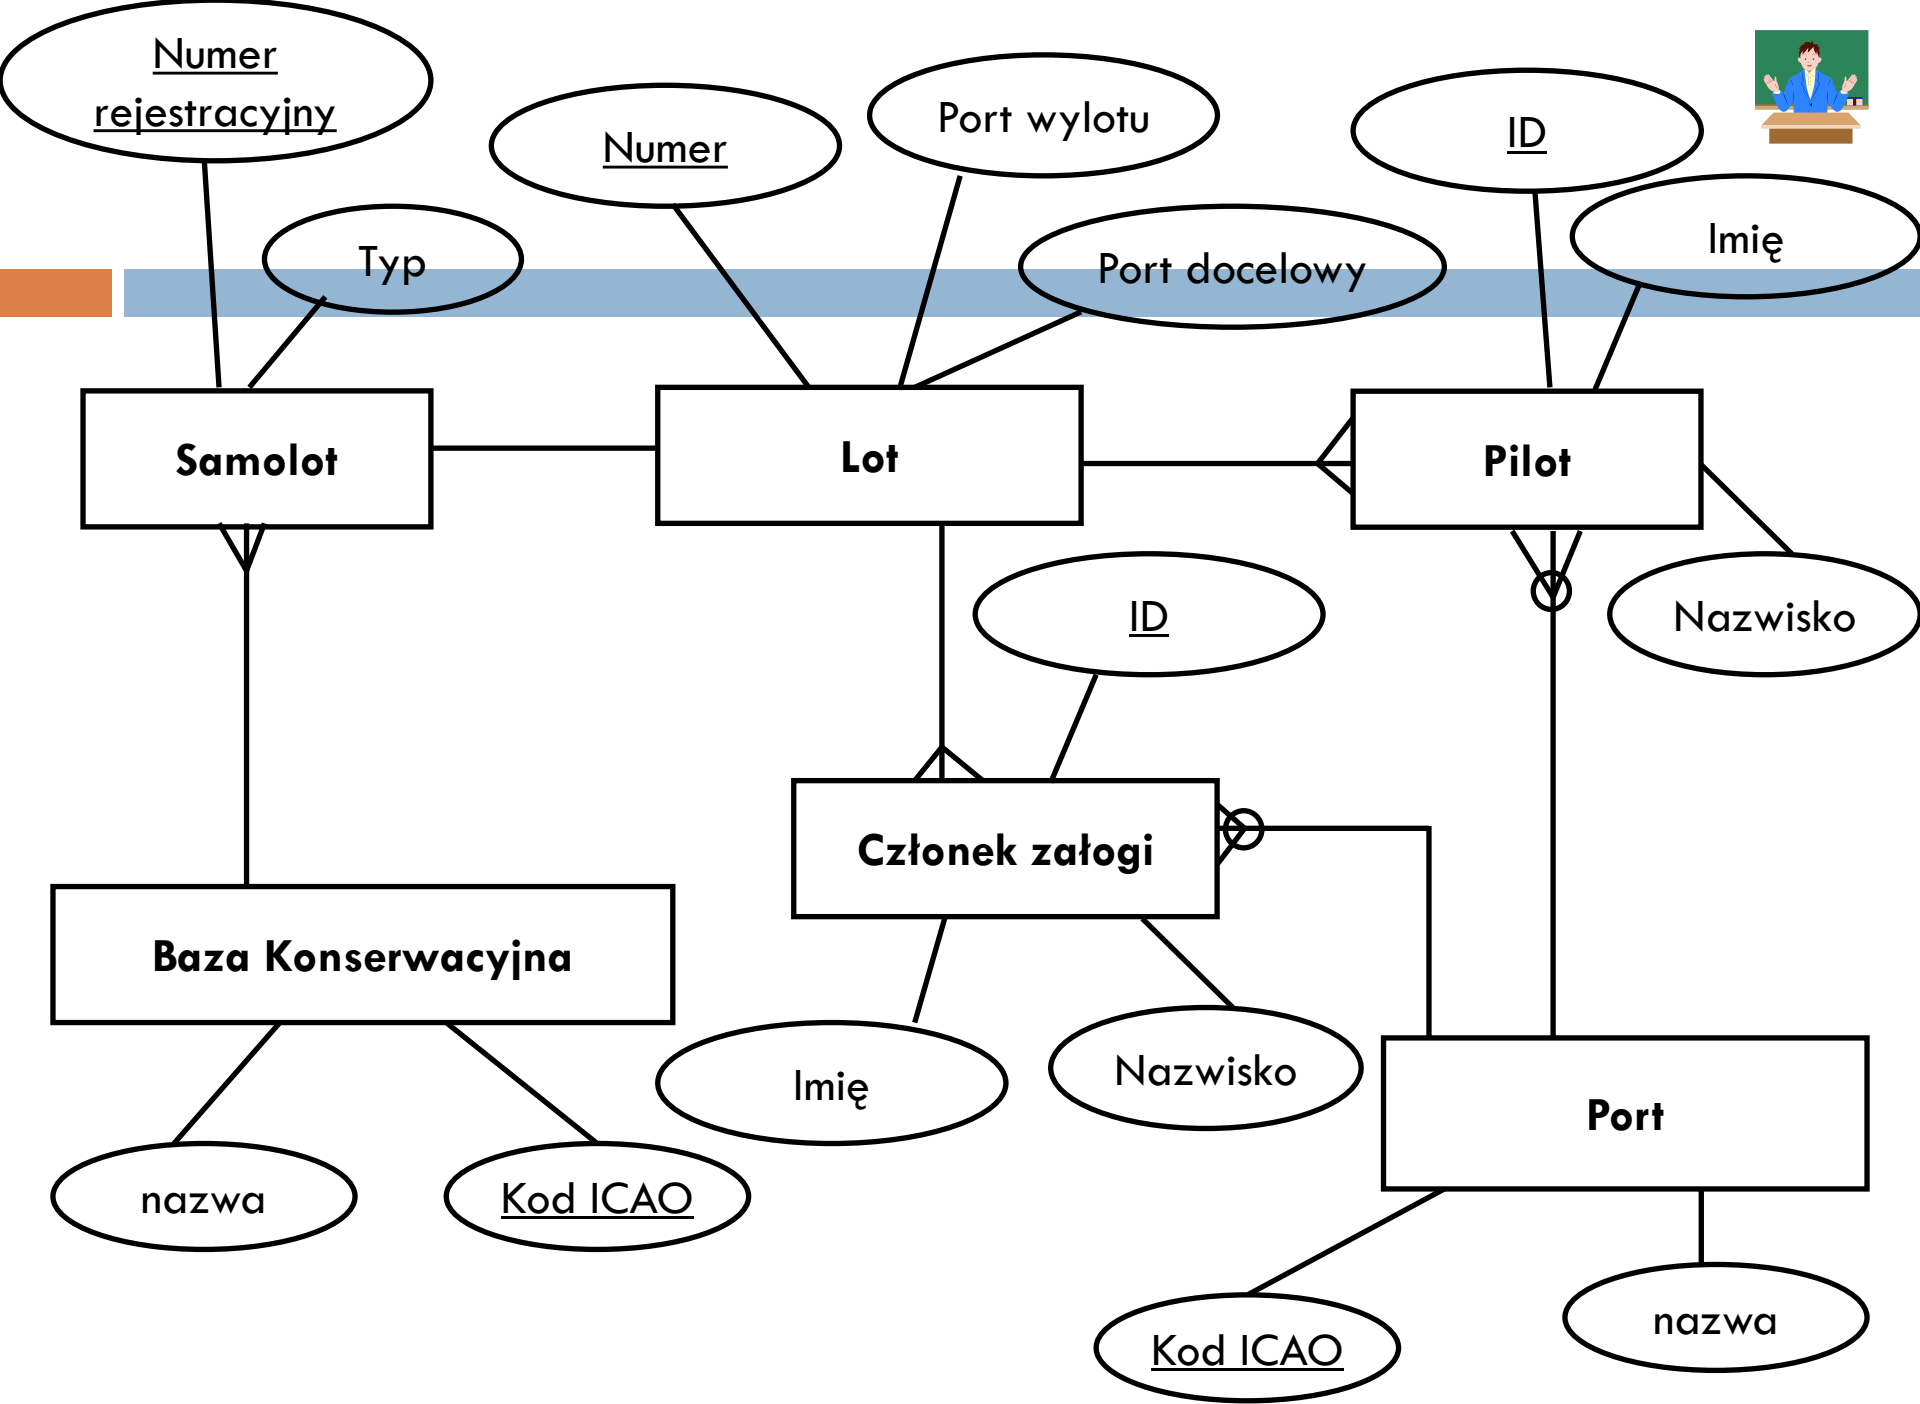 Numer
rejestracyjny
Numer
Port wylotu
ID
Imię
Typ
Port docelowy
Samolot
Lot
Pilot
ID
Nazwisko
Członek załogi
Baza Konserwacyjna
Imię
Nazwisko
Port
nazwa
Kod ICAO
Kod ICAO
nazwa